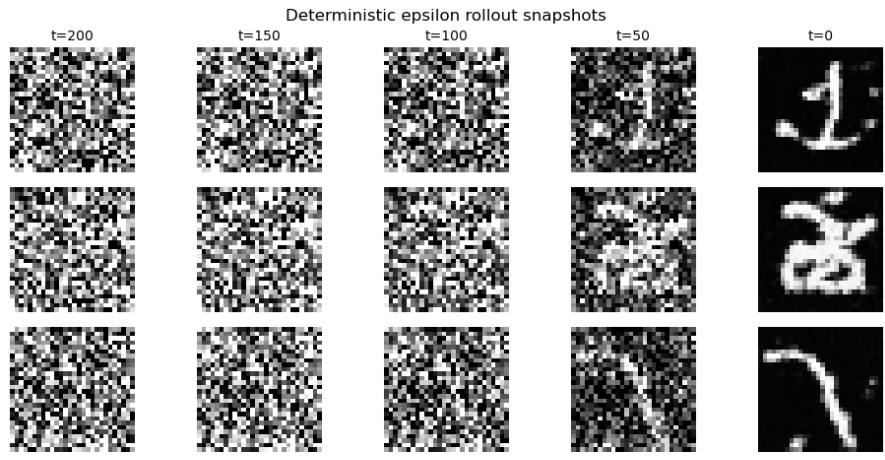 Deterministic epsilon rollout snapshots
t=200 t=150 t=100 t=50 t=0